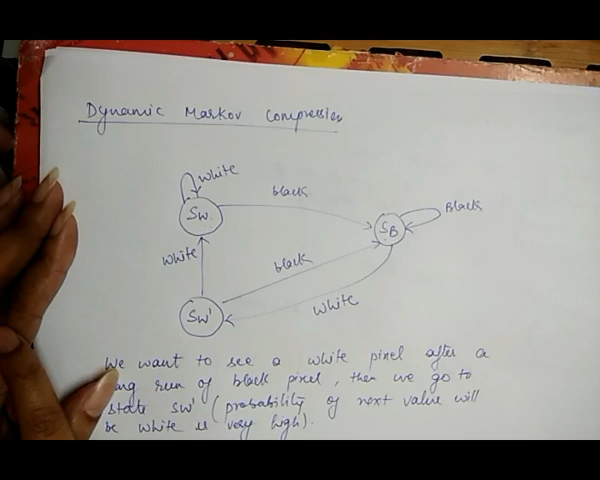 Dynamic Markov Compression
white
black
Sw
SB
Black
white
black
Sw'
white
We want to see a white pixel after a
long run of black pixel, then we go to
state sw' (probability of next value will
be white is very high).